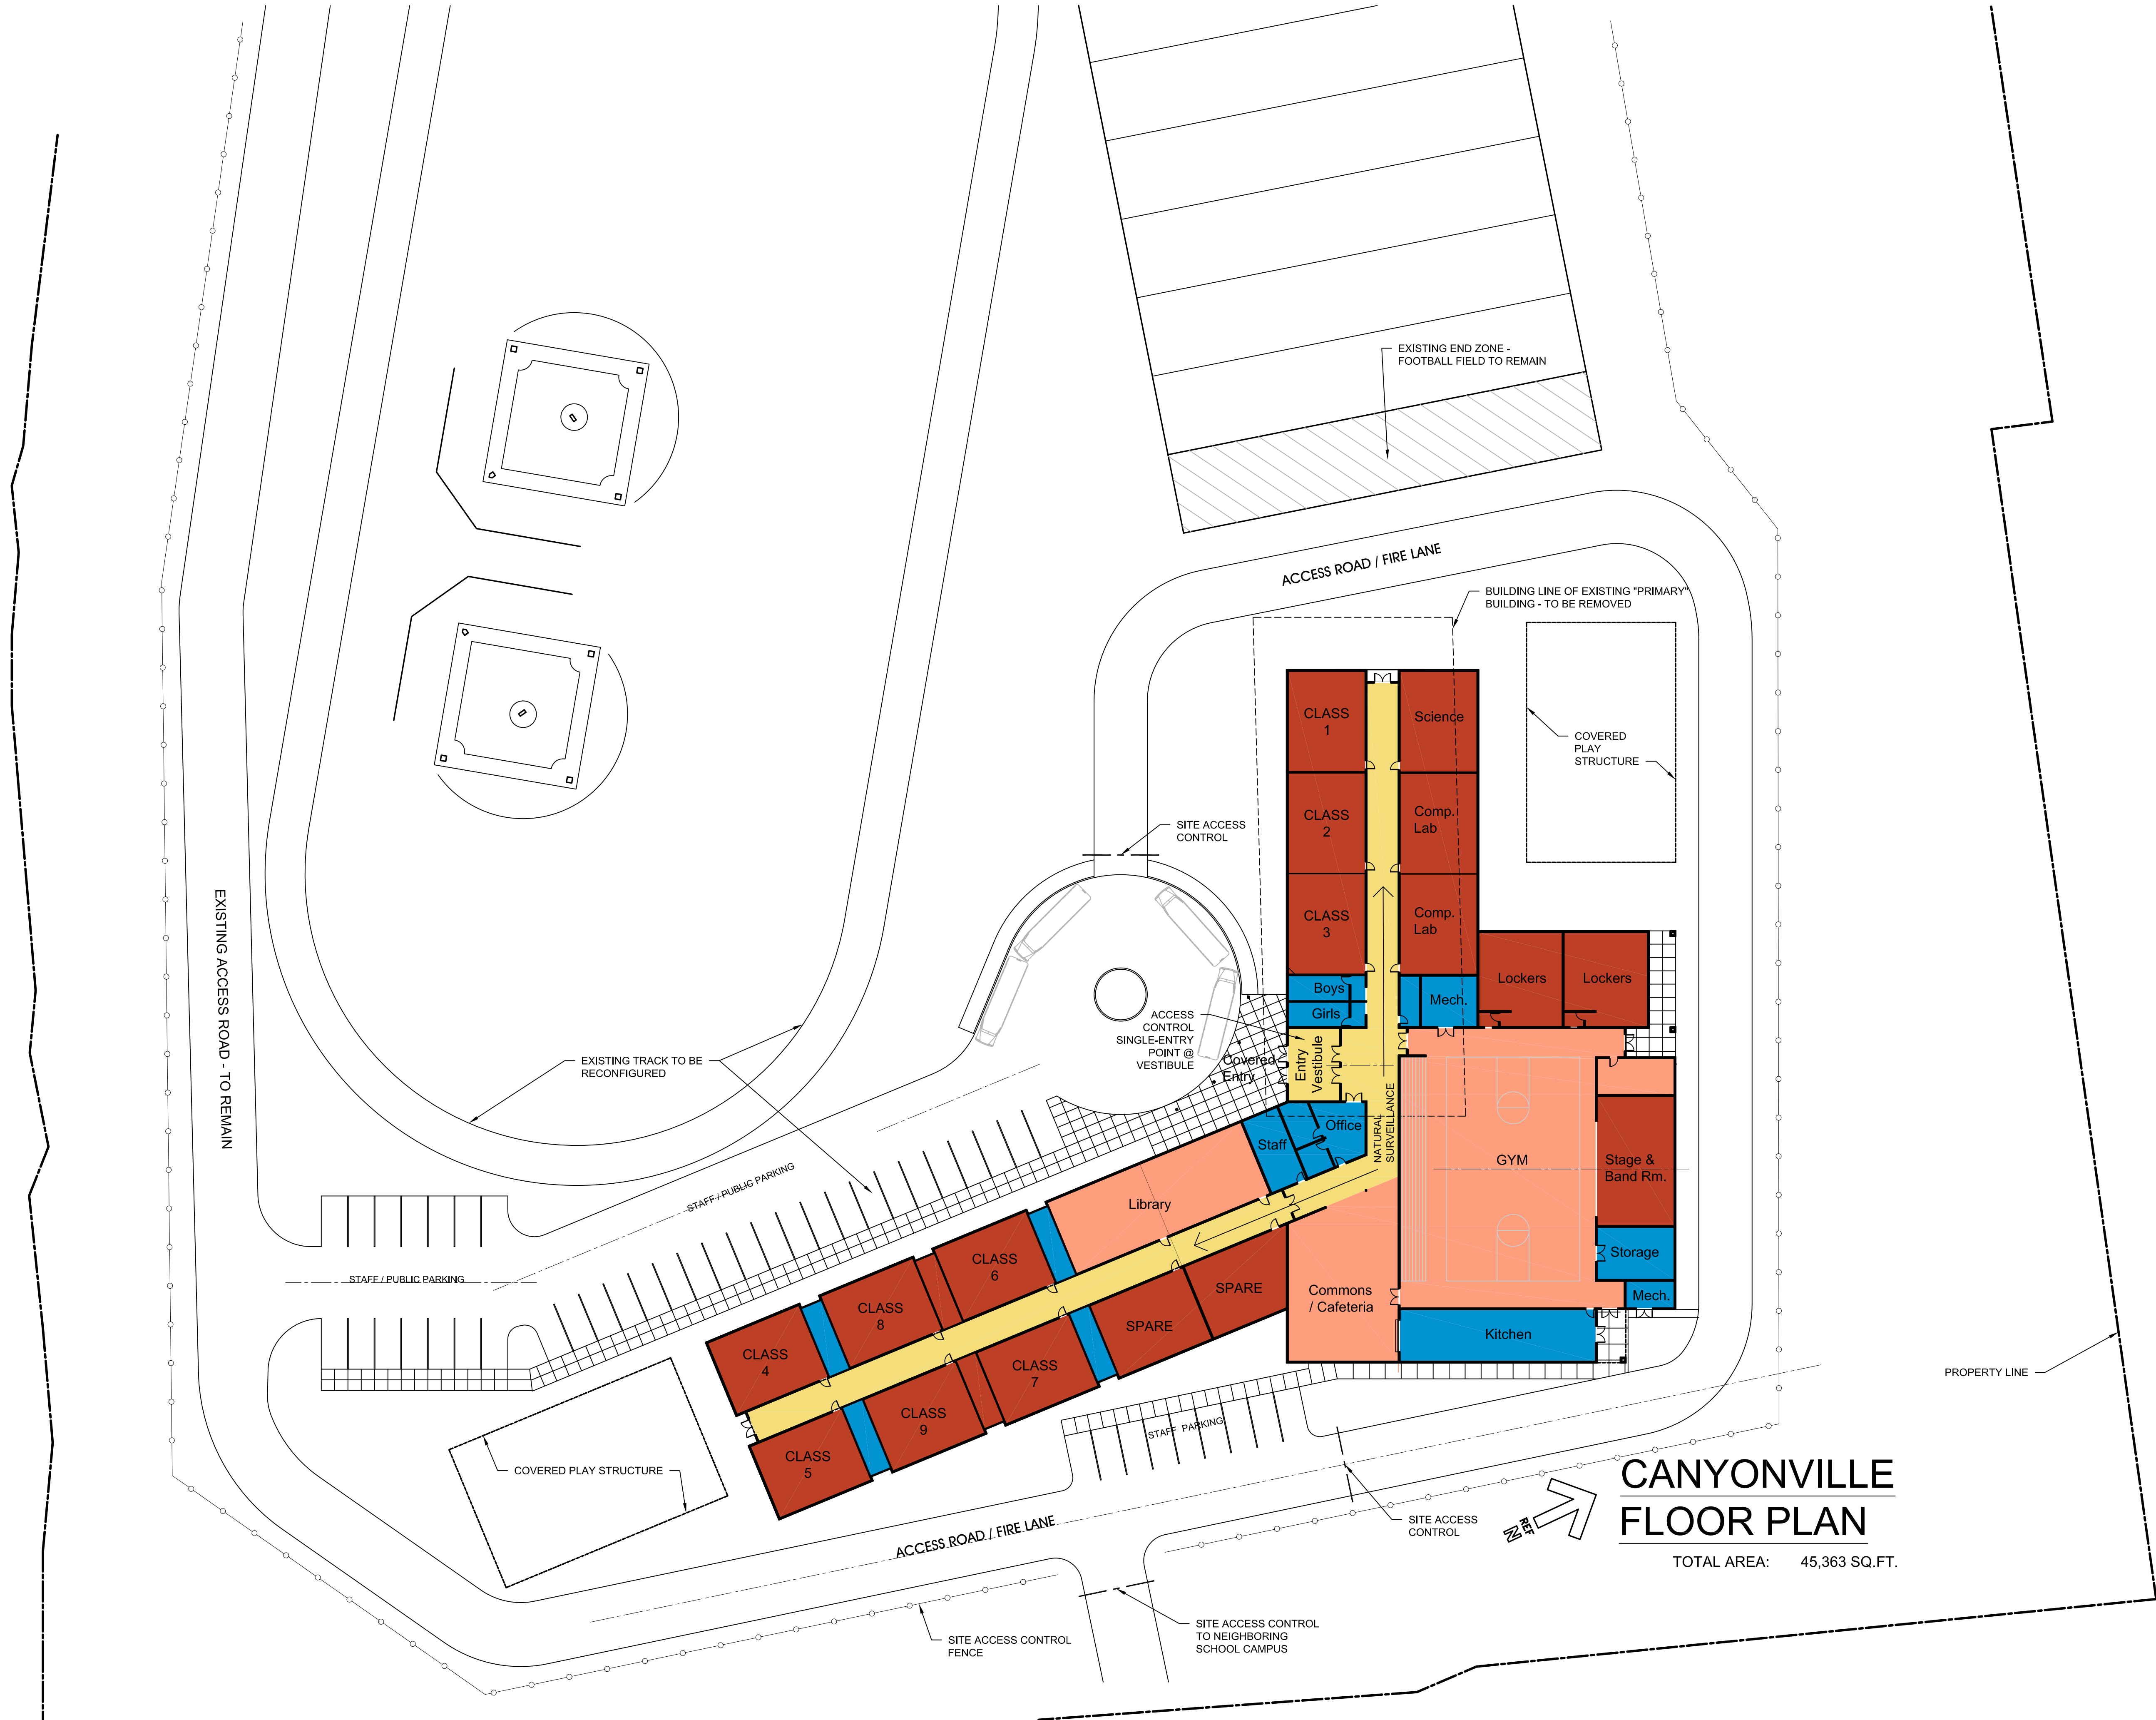 EXISTING END ZONE -
FOOTBALL FIELD TO REMAIN
ACCESS ROAD / FIRE LANE
BUILDING LINE OF EXISTING "PRIMARY"
BUILDING - TO BE REMOVED
CLASS
1
Science
COVERED
PLAY
STRUCTURE
CLASS
2
Comp.
Lab
SITE ACCESS
CONTROL
CLASS
3
Comp.
Lab
EXISTING ACCESS ROAD - TO REMAIN
Boys
Girls
Mech.
Lockers
Lockers
ACCESS
CONTROL
SINGLE-ENTRY
POINT @
VESTIBULE
Entry
Vestibule
Covered
Entry
EXISTING TRACK TO BE
RECONFIGURED
NATURAL
SURVEILLANCE
Office
Staff
GYM
Stage &
Band Rm.
STAFF / PUBLIC PARKING
Library
STAFF / PUBLIC PARKING
CLASS
6
Storage
Mech.
SPARE
Commons
/ Cafeteria
CLASS
8
SPARE
Kitchen
CLASS
4
CLASS
7
CLASS
9
CLASS
5
STAFF PARKING
COVERED PLAY STRUCTURE
PROPERTY LINE
ACCESS ROAD / FIRE LANE
SITE ACCESS
CONTROL
REF
N
CANYONVILLE
FLOOR PLAN
TOTAL AREA: 45,363 SQ.FT.
SITE ACCESS CONTROL
FENCE
SITE ACCESS CONTROL
TO NEIGHBORING
SCHOOL CAMPUS